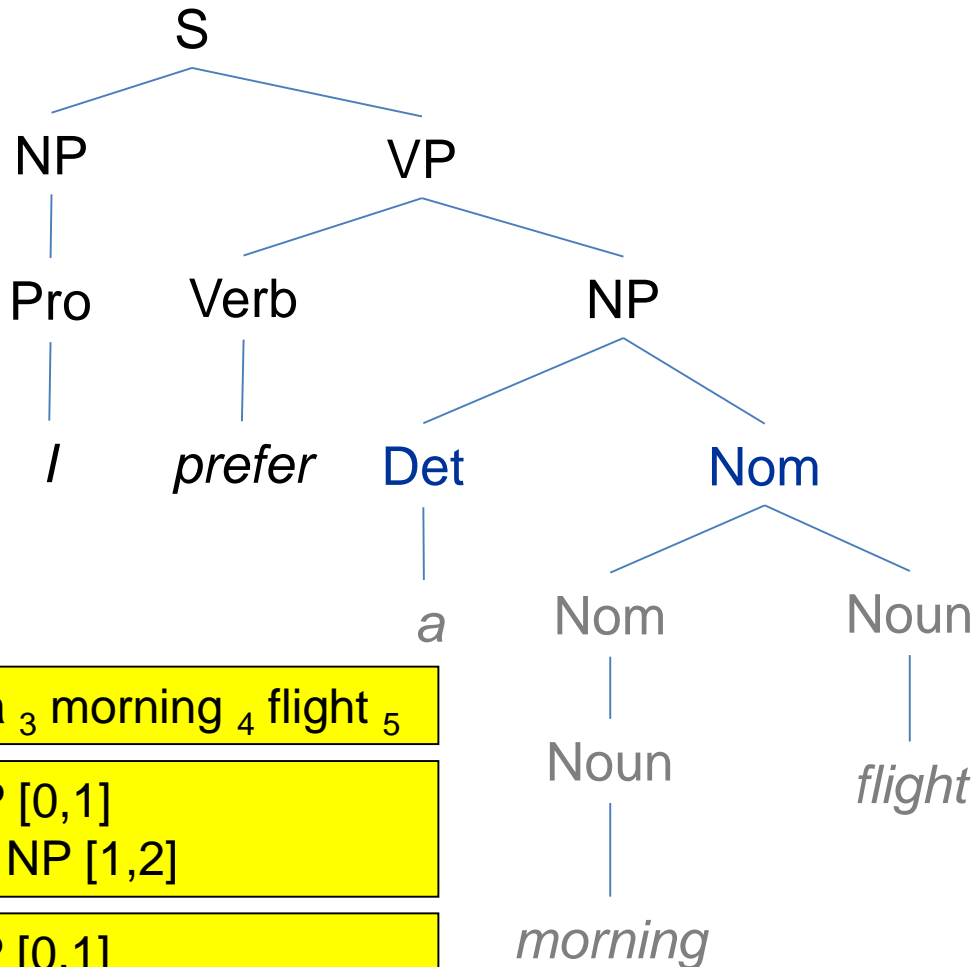 S
NP VP
Pro Verb NP
I prefer Det Nom
a Nom Noun
3 morning 4 flight 5
Noun flight
[0,1]
NP [1,2]
morning
[0,1]